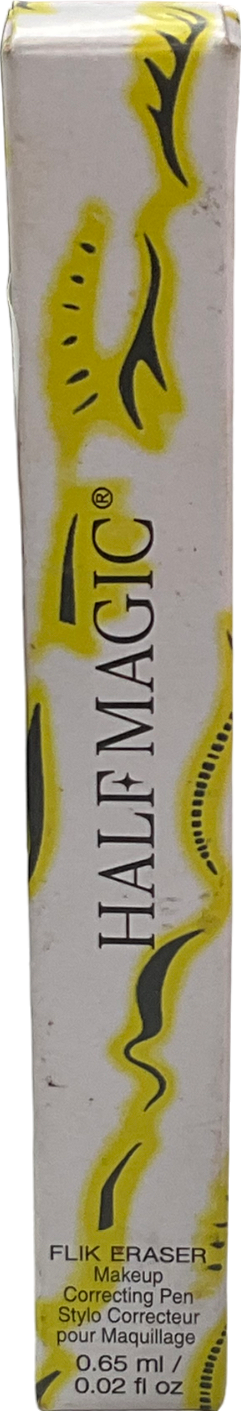 HALF MAGIC®
FLIK ERASER
Makeup
Correcting Pen
Stylo Correcteur
pour Maquillage
0.65 ml /
0.02 fl oz